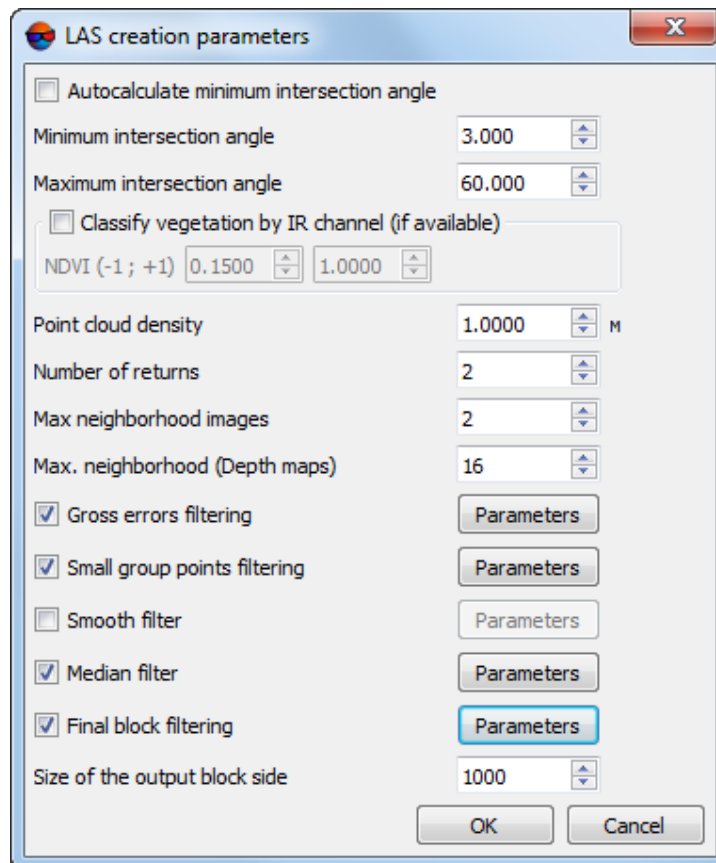 LAS creation parameters
Autocalculate minimum intersection angle
Minimum intersection angle 3.000
Maximum intersection angle 60.000
Classify vegetation by IR channel (if available)
NDVI (-1 ; +1) 0.1500 1.0000
Point cloud density 1.0000 м
Number of returns 2
Max neighborhood images 2
Max. neighborhood (Depth maps) 16
Gross errors filtering Parameters
Small group points filtering Parameters
Smooth filter Parameters
Median filter Parameters
Final block filtering Parameters
Size of the output block side 1000
OK Cancel